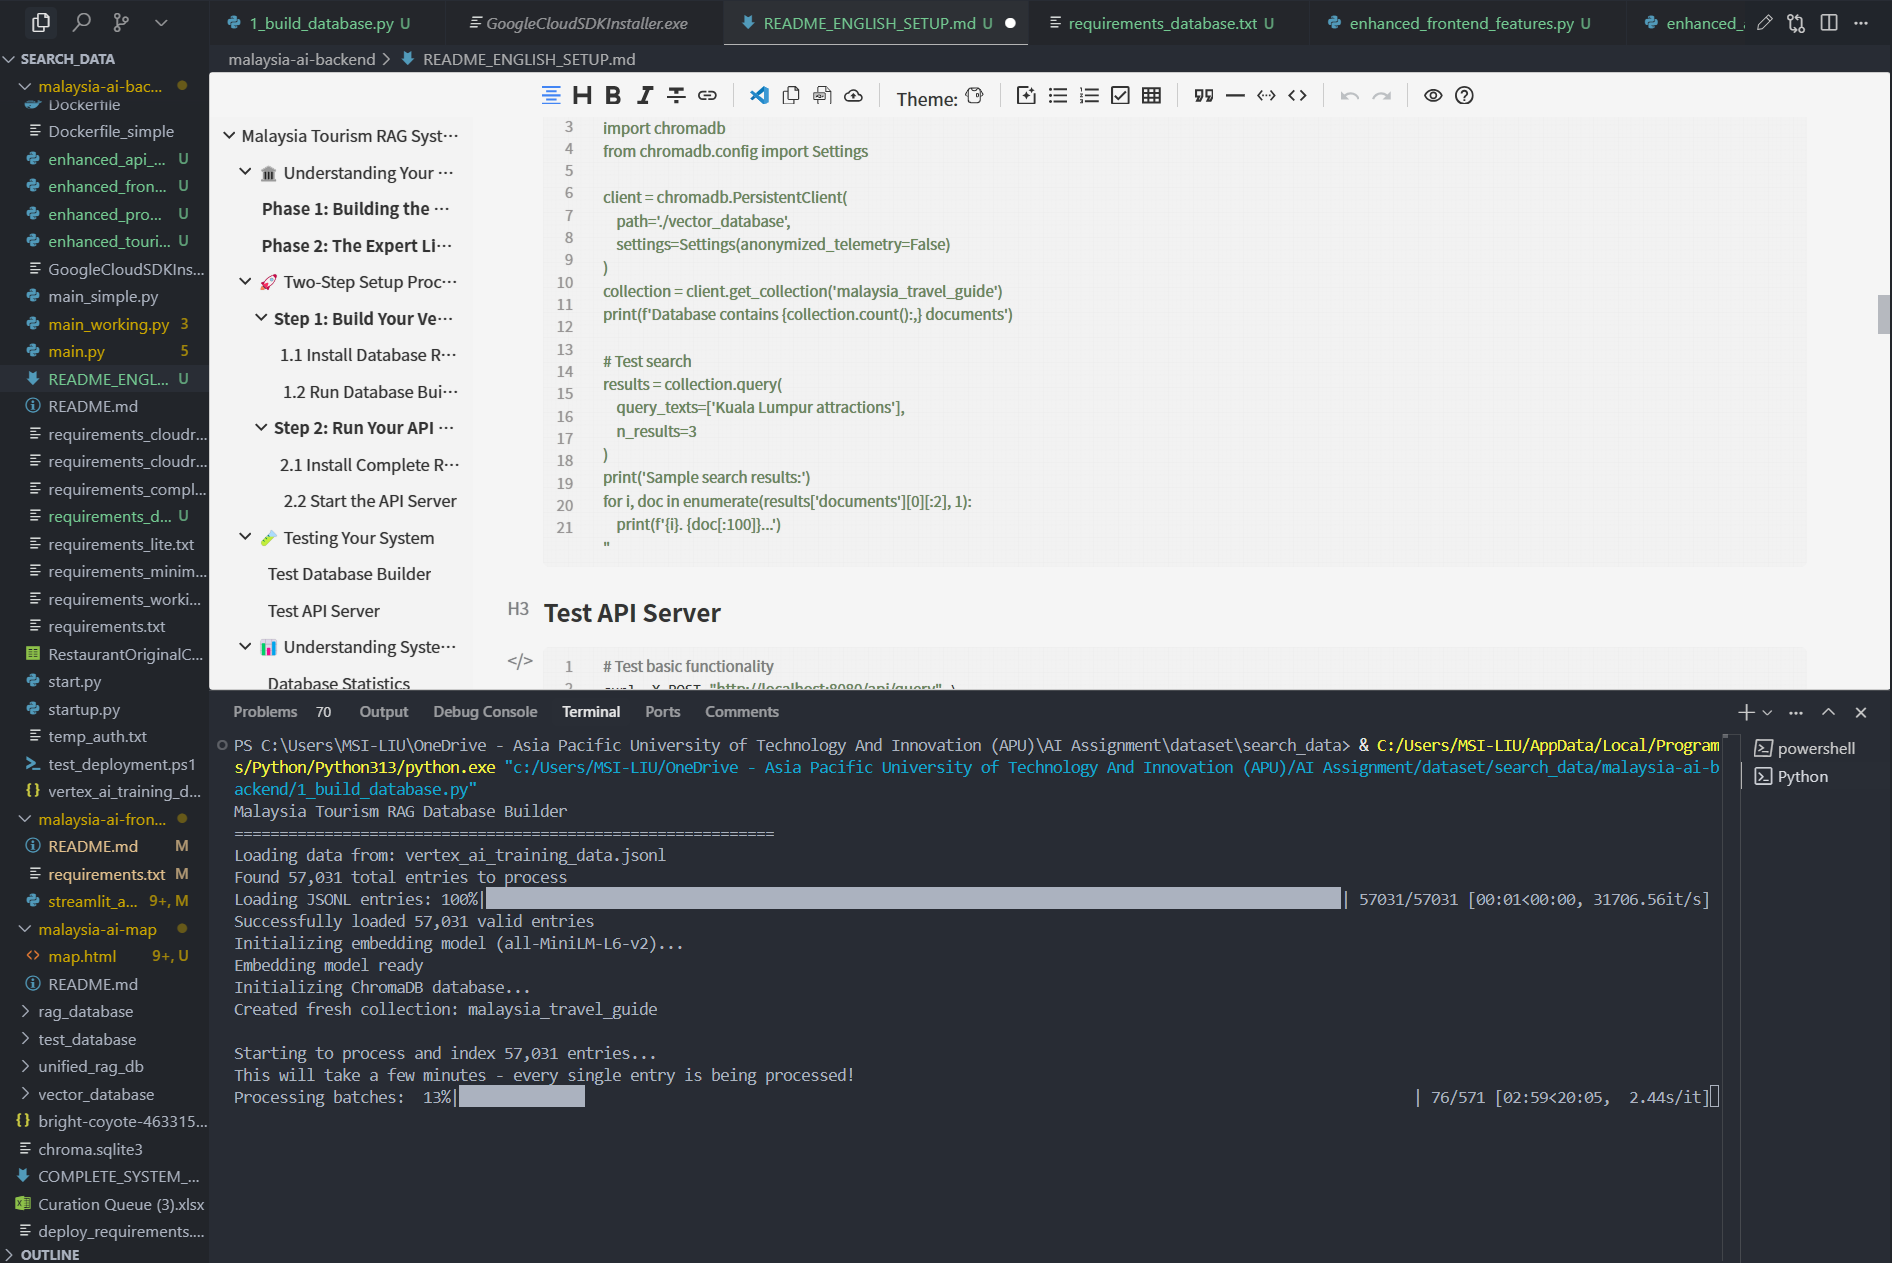 1_build_database.py U
GoogleCloudSDKInstaller.exe
README_ENGLISH_SETUP.md U
requirements_database.txt U
enhanced_frontend_features.py U
enhanced_
SEARCH_DATA
malaysia-ai-backend > README_ENGLISH_SETUP.md
malaysia-ai-bac...
Dockerfile
Dockerfile_simple
enhanced_api_... U
enhanced_fron... U
enhanced_pro... U
enhanced_touri... U
GoogleCloudSDKIns...
main_simple.py
main_working.py 3
main.py 5
README_ENGL... U
README.md
requirements_cloudr...
requirements_cloudr...
requirements_compl...
requirements_d... U
requirements_lite.txt
requirements_minim...
requirements_worki...
requirements.txt
RestaurantOriginalC...
start.py
startup.py
temp_auth.txt
test_deployment.ps1
vertex_ai_training_d...
malaysia-ai-fron...
README.md M
requirements.txt M
streamlit_a... 9+, M
malaysia-ai-map
map.html 9+, U
README.md
rag_database
test_database
unified_rag_db
vector_database
bright-coyote-463315...
chroma.sqlite3
COMPLETE_SYSTEM_...
Curation Queue (3).xlsx
deploy_requirements....
OUTLINE
H B I Theme:
Malaysia Tourism RAG Syst···
🏛 Understanding Your ···
Phase 1: Building the ···
Phase 2: The Expert Li···
🚀 Two-Step Setup Proc···
Step 1: Build Your Ve···
1.1 Install Database R···
1.2 Run Database Bui···
Step 2: Run Your API ···
2.1 Install Complete R···
2.2 Start the API Server
🧪 Testing Your System
Test Database Builder
Test API Server
📊 Understanding Syste···
Database Statistics
3 import chromadb
4 from chromadb.config import Settings
5
6 client = chromadb.PersistentClient(
7 path='./vector_database',
8 settings=Settings(anonymized_telemetry=False)
9 )
10 collection = client.get_collection('malaysia_travel_guide')
11 print(f'Database contains {collection.count():,} documents')
12
13 # Test search
14 results = collection.query(
15 query_texts=['Kuala Lumpur attractions'],
16 n_results=3
17 )
18 print('Sample search results:')
19 for i, doc in enumerate(results['documents'][0][:2], 1):
20 print(f'{i}. {doc[:100]}...')
21 "
H3 Test API Server
</>
1 # Test basic functionality
2 curl -X POST "http://localhost:8080/api/query" \
Problems 70 Output Debug Console Terminal Ports Comments
PS C:\Users\MSI-LIU\OneDrive - Asia Pacific University of Technology And Innovation (APU)\AI Assignment\dataset\search_data> & C:/Users/MSI-LIU/AppData/Local/Program
s/Python/Python313/python.exe "c:/Users/MSI-LIU/OneDrive - Asia Pacific University of Technology And Innovation (APU)/AI Assignment/dataset/search_data/malaysia-ai-b
ackend/1_build_database.py"
Malaysia Tourism RAG Database Builder
============================================================
Loading data from: vertex_ai_training_data.jsonl
Found 57,031 total entries to process
Loading JSONL entries: 100%| | 57031/57031 [00:01<00:00, 31706.56it/s]
Successfully loaded 57,031 valid entries
Initializing embedding model (all-MiniLM-L6-v2)...
Embedding model ready
Initializing ChromaDB database...
Created fresh collection: malaysia_travel_guide
Starting to process and index 57,031 entries...
This will take a few minutes - every single entry is being processed!
Processing batches: 13%| | 76/571 [02:59<20:05, 2.44s/it]
powershell
Python